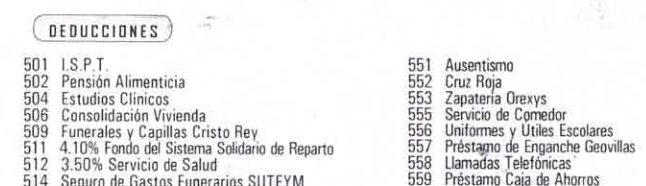 DEDUCCIONES
501 I.S.P.T.
502 Pensión Alimenticia
504 Estudios Clínicos
506 Consolidación Vivienda
509 Funerales y Capillas Cristo Rey
511 4.10% Fondo del Sistema Solidario de Reparto
512 3.50% Servicio de Salud
514 Seguro de Gastos Funerarios SUTEYM
551 Ausentismo
552 Cruz Roja
553 Zapatería Orexys
555 Servicio de Comedor
556 Uniformes y Útiles Escolares
557 Préstamo de Enganche Geovillas
558 Llamadas Telefónicas
559 Préstamo Caja de Ahorros